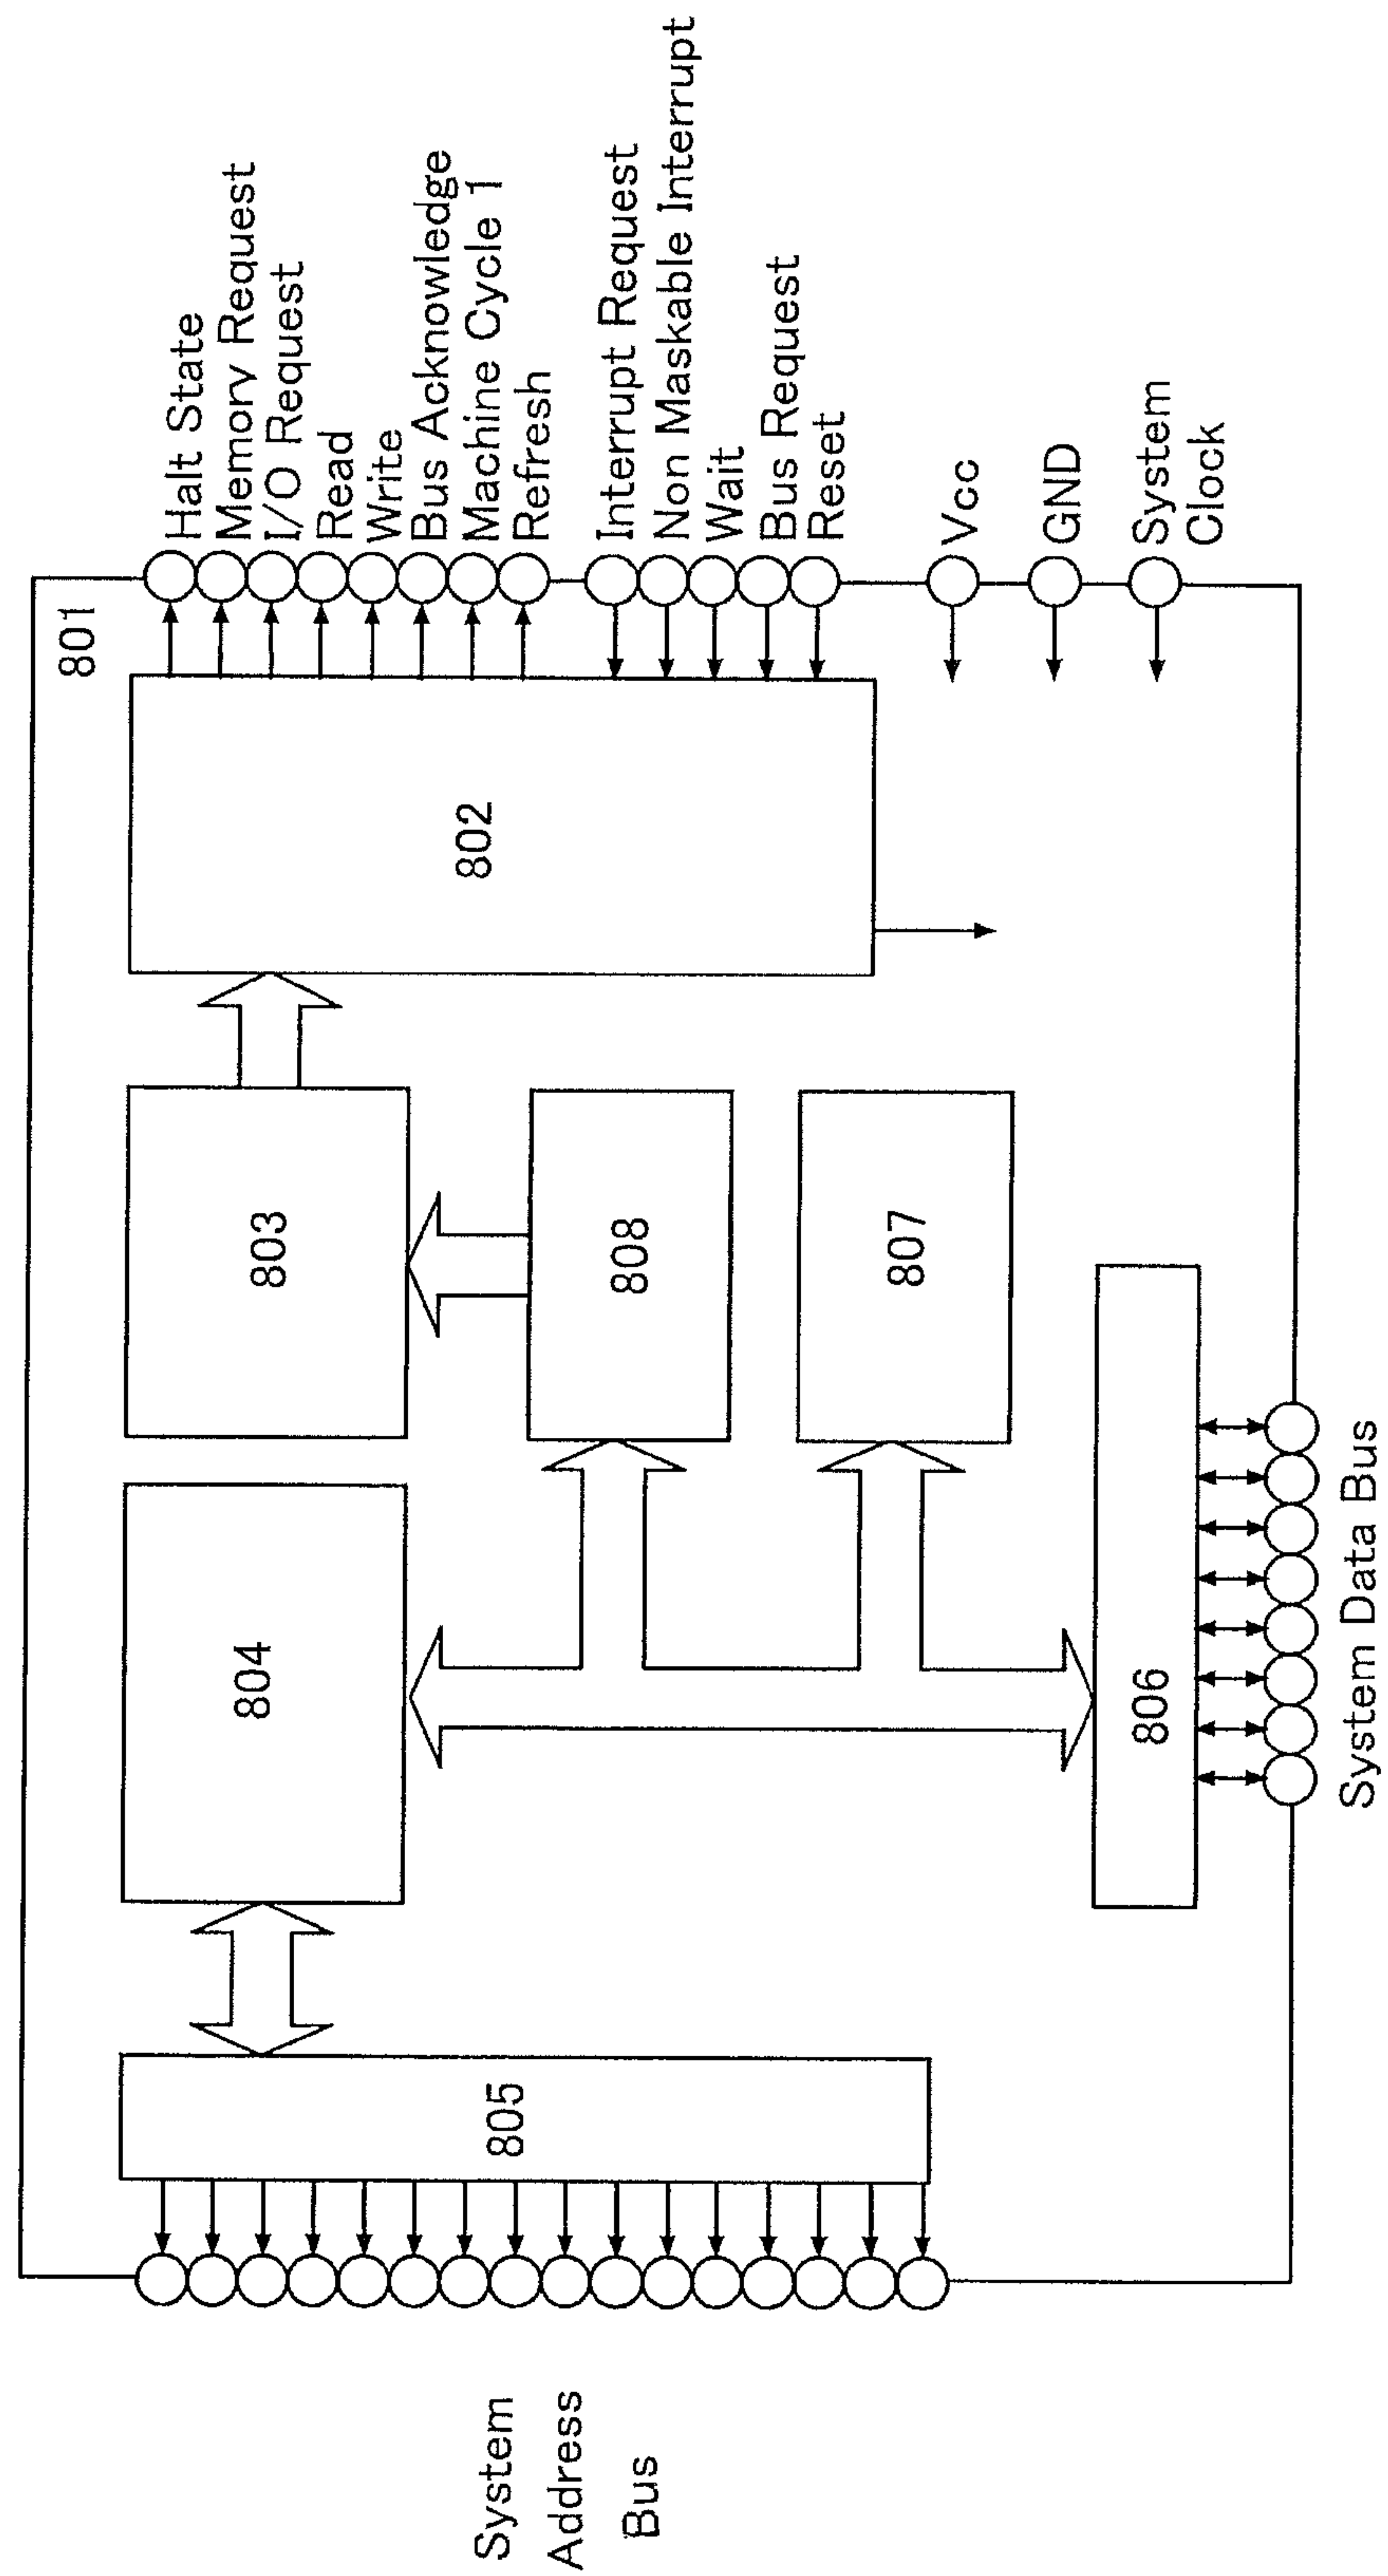 801
Halt State
Memory Request
I/O Request
Read
Write
Bus Acknowledge
Machine Cycle 1
Refresh
Interrupt Request
Non Maskable Interrupt
Wait
Bus Request
Reset
Vcc
GND
System
Clock
802
803
808
807
804
806
805
System Data Bus
System
Address
Bus